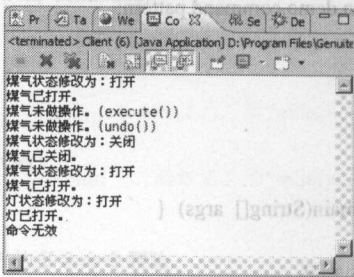 Pr Ta We Co Se De
<terminated> Client (6) [Java Application] D:\Program Files\Genuite
煤气状态修改为：打开
煤气已打开。
煤气未做操作。(execute())
煤气未做操作。(undo())
煤气状态修改为：关闭
煤气已关闭。
煤气状态修改为：打开
煤气已打开。
灯状态修改为：打开
灯已打开。
命令无效